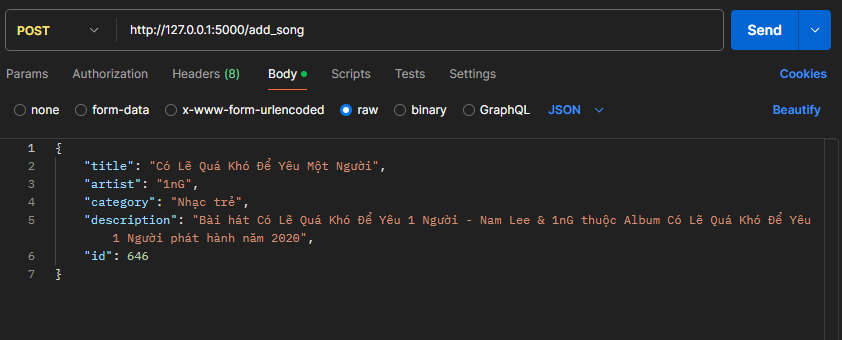 POST http://127.0.0.1:5000/add_song Send
Params Authorization Headers (8) Body Scripts Tests Settings Cookies
none form-data x-www-form-urlencoded raw binary GraphQL JSON Beautify
1 {
2 "title": "Có Lẽ Quá Khó Để Yêu Một Người",
3 "artist": "1nG",
4 "category": "Nhạc trẻ",
5 "description": "Bài hát Có Lẽ Quá Khó Để Yêu 1 Người - Nam Lee & 1nG thuộc Album Có Lẽ Quá Khó Để Yêu
1 Người phát hành năm 2020",
6 "id": 646
7 }